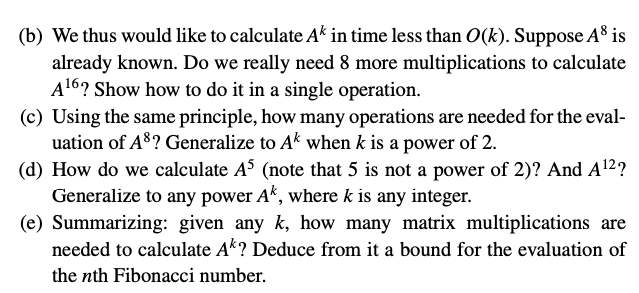 (b) We thus would like to calculate A^k in time less than O(k). Suppose A^8 is
already known. Do we really need 8 more multiplications to calculate
A^16? Show how to do it in a single operation.
(c) Using the same principle, how many operations are needed for the eval-
uation of A^8? Generalize to A^k when k is a power of 2.
(d) How do we calculate A^5 (note that 5 is not a power of 2)? And A^12?
Generalize to any power A^k, where k is any integer.
(e) Summarizing: given any k, how many matrix multiplications are
needed to calculate A^k? Deduce from it a bound for the evaluation of
the nth Fibonacci number.